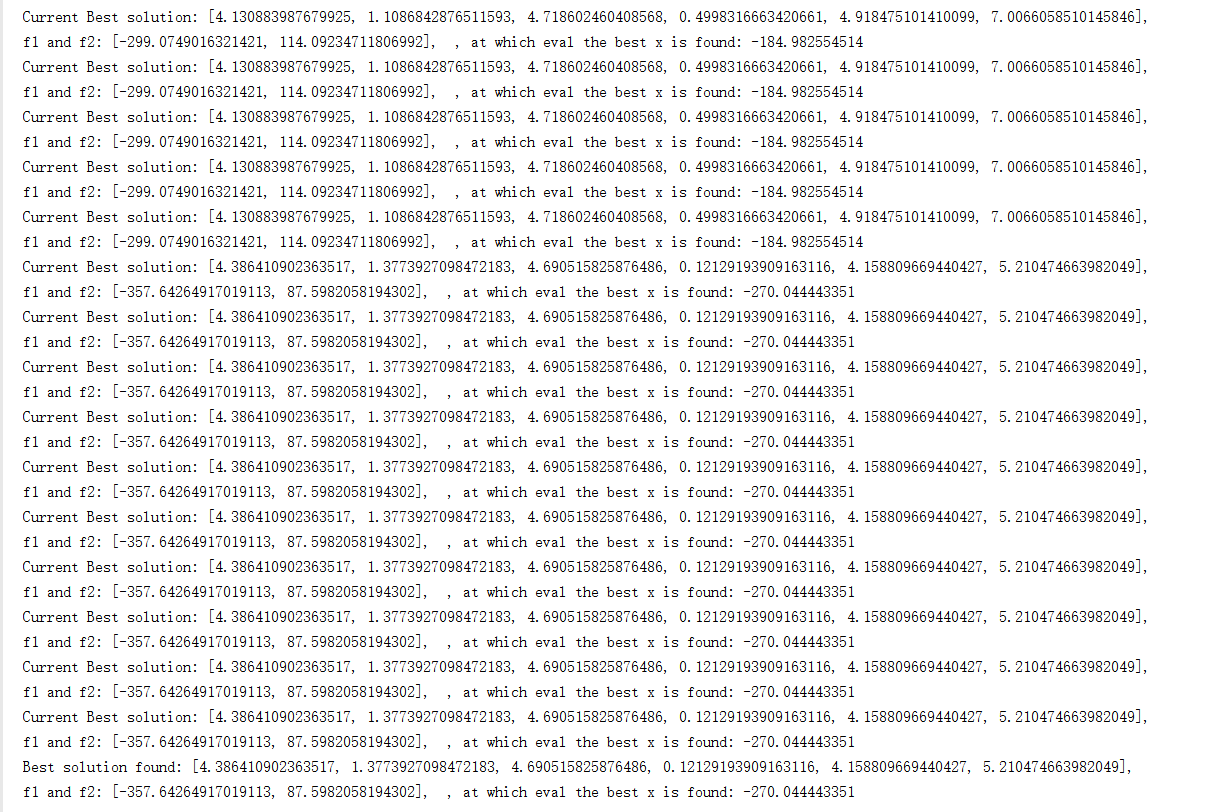 Current Best solution: [4.130883987679925, 1.1086842876511593, 4.718602460408568, 0.4998316663420661, 4.918475101410099, 7.0066058510145846],
f1 and f2: [-299.0749016321421, 114.09234711806992],  , at which eval the best x is found: -184.982554514
Current Best solution: [4.130883987679925, 1.1086842876511593, 4.718602460408568, 0.4998316663420661, 4.918475101410099, 7.0066058510145846],
f1 and f2: [-299.0749016321421, 114.09234711806992],  , at which eval the best x is found: -184.982554514
Current Best solution: [4.130883987679925, 1.1086842876511593, 4.718602460408568, 0.4998316663420661, 4.918475101410099, 7.0066058510145846],
f1 and f2: [-299.0749016321421, 114.09234711806992],  , at which eval the best x is found: -184.982554514
Current Best solution: [4.130883987679925, 1.1086842876511593, 4.718602460408568, 0.4998316663420661, 4.918475101410099, 7.0066058510145846],
f1 and f2: [-299.0749016321421, 114.09234711806992],  , at which eval the best x is found: -184.982554514
Current Best solution: [4.130883987679925, 1.1086842876511593, 4.718602460408568, 0.4998316663420661, 4.918475101410099, 7.0066058510145846],
f1 and f2: [-299.0749016321421, 114.09234711806992],  , at which eval the best x is found: -184.982554514
Current Best solution: [4.386410902363517, 1.3773927098472183, 4.690515825876486, 0.12129193909163116, 4.158809669440427, 5.210474663982049],
f1 and f2: [-357.64264917019113, 87.5982058194302],  , at which eval the best x is found: -270.044443351
Current Best solution: [4.386410902363517, 1.3773927098472183, 4.690515825876486, 0.12129193909163116, 4.158809669440427, 5.210474663982049],
f1 and f2: [-357.64264917019113, 87.5982058194302],  , at which eval the best x is found: -270.044443351
Current Best solution: [4.386410902363517, 1.3773927098472183, 4.690515825876486, 0.12129193909163116, 4.158809669440427, 5.210474663982049],
f1 and f2: [-357.64264917019113, 87.5982058194302],  , at which eval the best x is found: -270.044443351
Current Best solution: [4.386410902363517, 1.3773927098472183, 4.690515825876486, 0.12129193909163116, 4.158809669440427, 5.210474663982049],
f1 and f2: [-357.64264917019113, 87.5982058194302],  , at which eval the best x is found: -270.044443351
Current Best solution: [4.386410902363517, 1.3773927098472183, 4.690515825876486, 0.12129193909163116, 4.158809669440427, 5.210474663982049],
f1 and f2: [-357.64264917019113, 87.5982058194302],  , at which eval the best x is found: -270.044443351
Current Best solution: [4.386410902363517, 1.3773927098472183, 4.690515825876486, 0.12129193909163116, 4.158809669440427, 5.210474663982049],
f1 and f2: [-357.64264917019113, 87.5982058194302],  , at which eval the best x is found: -270.044443351
Current Best solution: [4.386410902363517, 1.3773927098472183, 4.690515825876486, 0.12129193909163116, 4.158809669440427, 5.210474663982049],
f1 and f2: [-357.64264917019113, 87.5982058194302],  , at which eval the best x is found: -270.044443351
Current Best solution: [4.386410902363517, 1.3773927098472183, 4.690515825876486, 0.12129193909163116, 4.158809669440427, 5.210474663982049],
f1 and f2: [-357.64264917019113, 87.5982058194302],  , at which eval the best x is found: -270.044443351
Current Best solution: [4.386410902363517, 1.3773927098472183, 4.690515825876486, 0.12129193909163116, 4.158809669440427, 5.210474663982049],
f1 and f2: [-357.64264917019113, 87.5982058194302],  , at which eval the best x is found: -270.044443351
Current Best solution: [4.386410902363517, 1.3773927098472183, 4.690515825876486, 0.12129193909163116, 4.158809669440427, 5.210474663982049],
f1 and f2: [-357.64264917019113, 87.5982058194302],  , at which eval the best x is found: -270.044443351
Best solution found: [4.386410902363517, 1.3773927098472183, 4.690515825876486, 0.12129193909163116, 4.158809669440427, 5.210474663982049],
f1 and f2: [-357.64264917019113, 87.5982058194302],  , at which eval the best x is found: -270.044443351